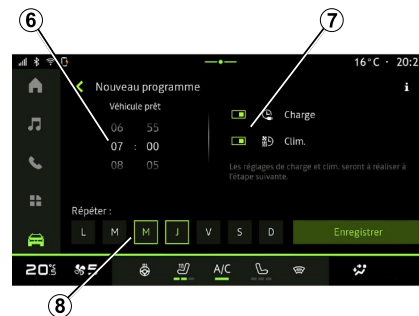 6
7
16°C · 20:2
Nouveau programme
i
Véhicule prêt
06 55
07 : 00
08 05
Charge
Clim.
Les réglages de charge et clim. seront à réaliser à
l'étape suivante.
Répéter :
L M M J V S D
Enregistrer
20 5 A/C
8